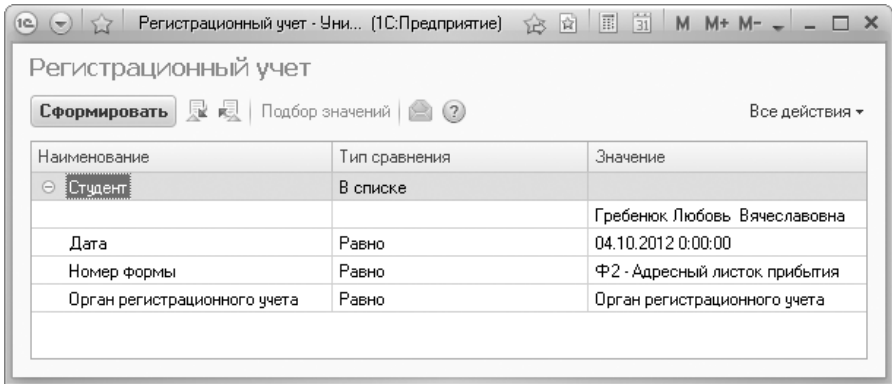 1С Регистрационный учет - Уни... (1С:Предприятие) 31 M M+ M-
Регистрационный учет
Сформировать Подбор значений ? Все действия
Наименование Тип сравнения Значение
Студент В списке
Гребенюк Любовь Вячеславовна
Дата Равно 04.10.2012 0:00:00
Номер формы Равно Ф2 - Адресный листок прибытия
Орган регистрационного учета Равно Орган регистрационного учета